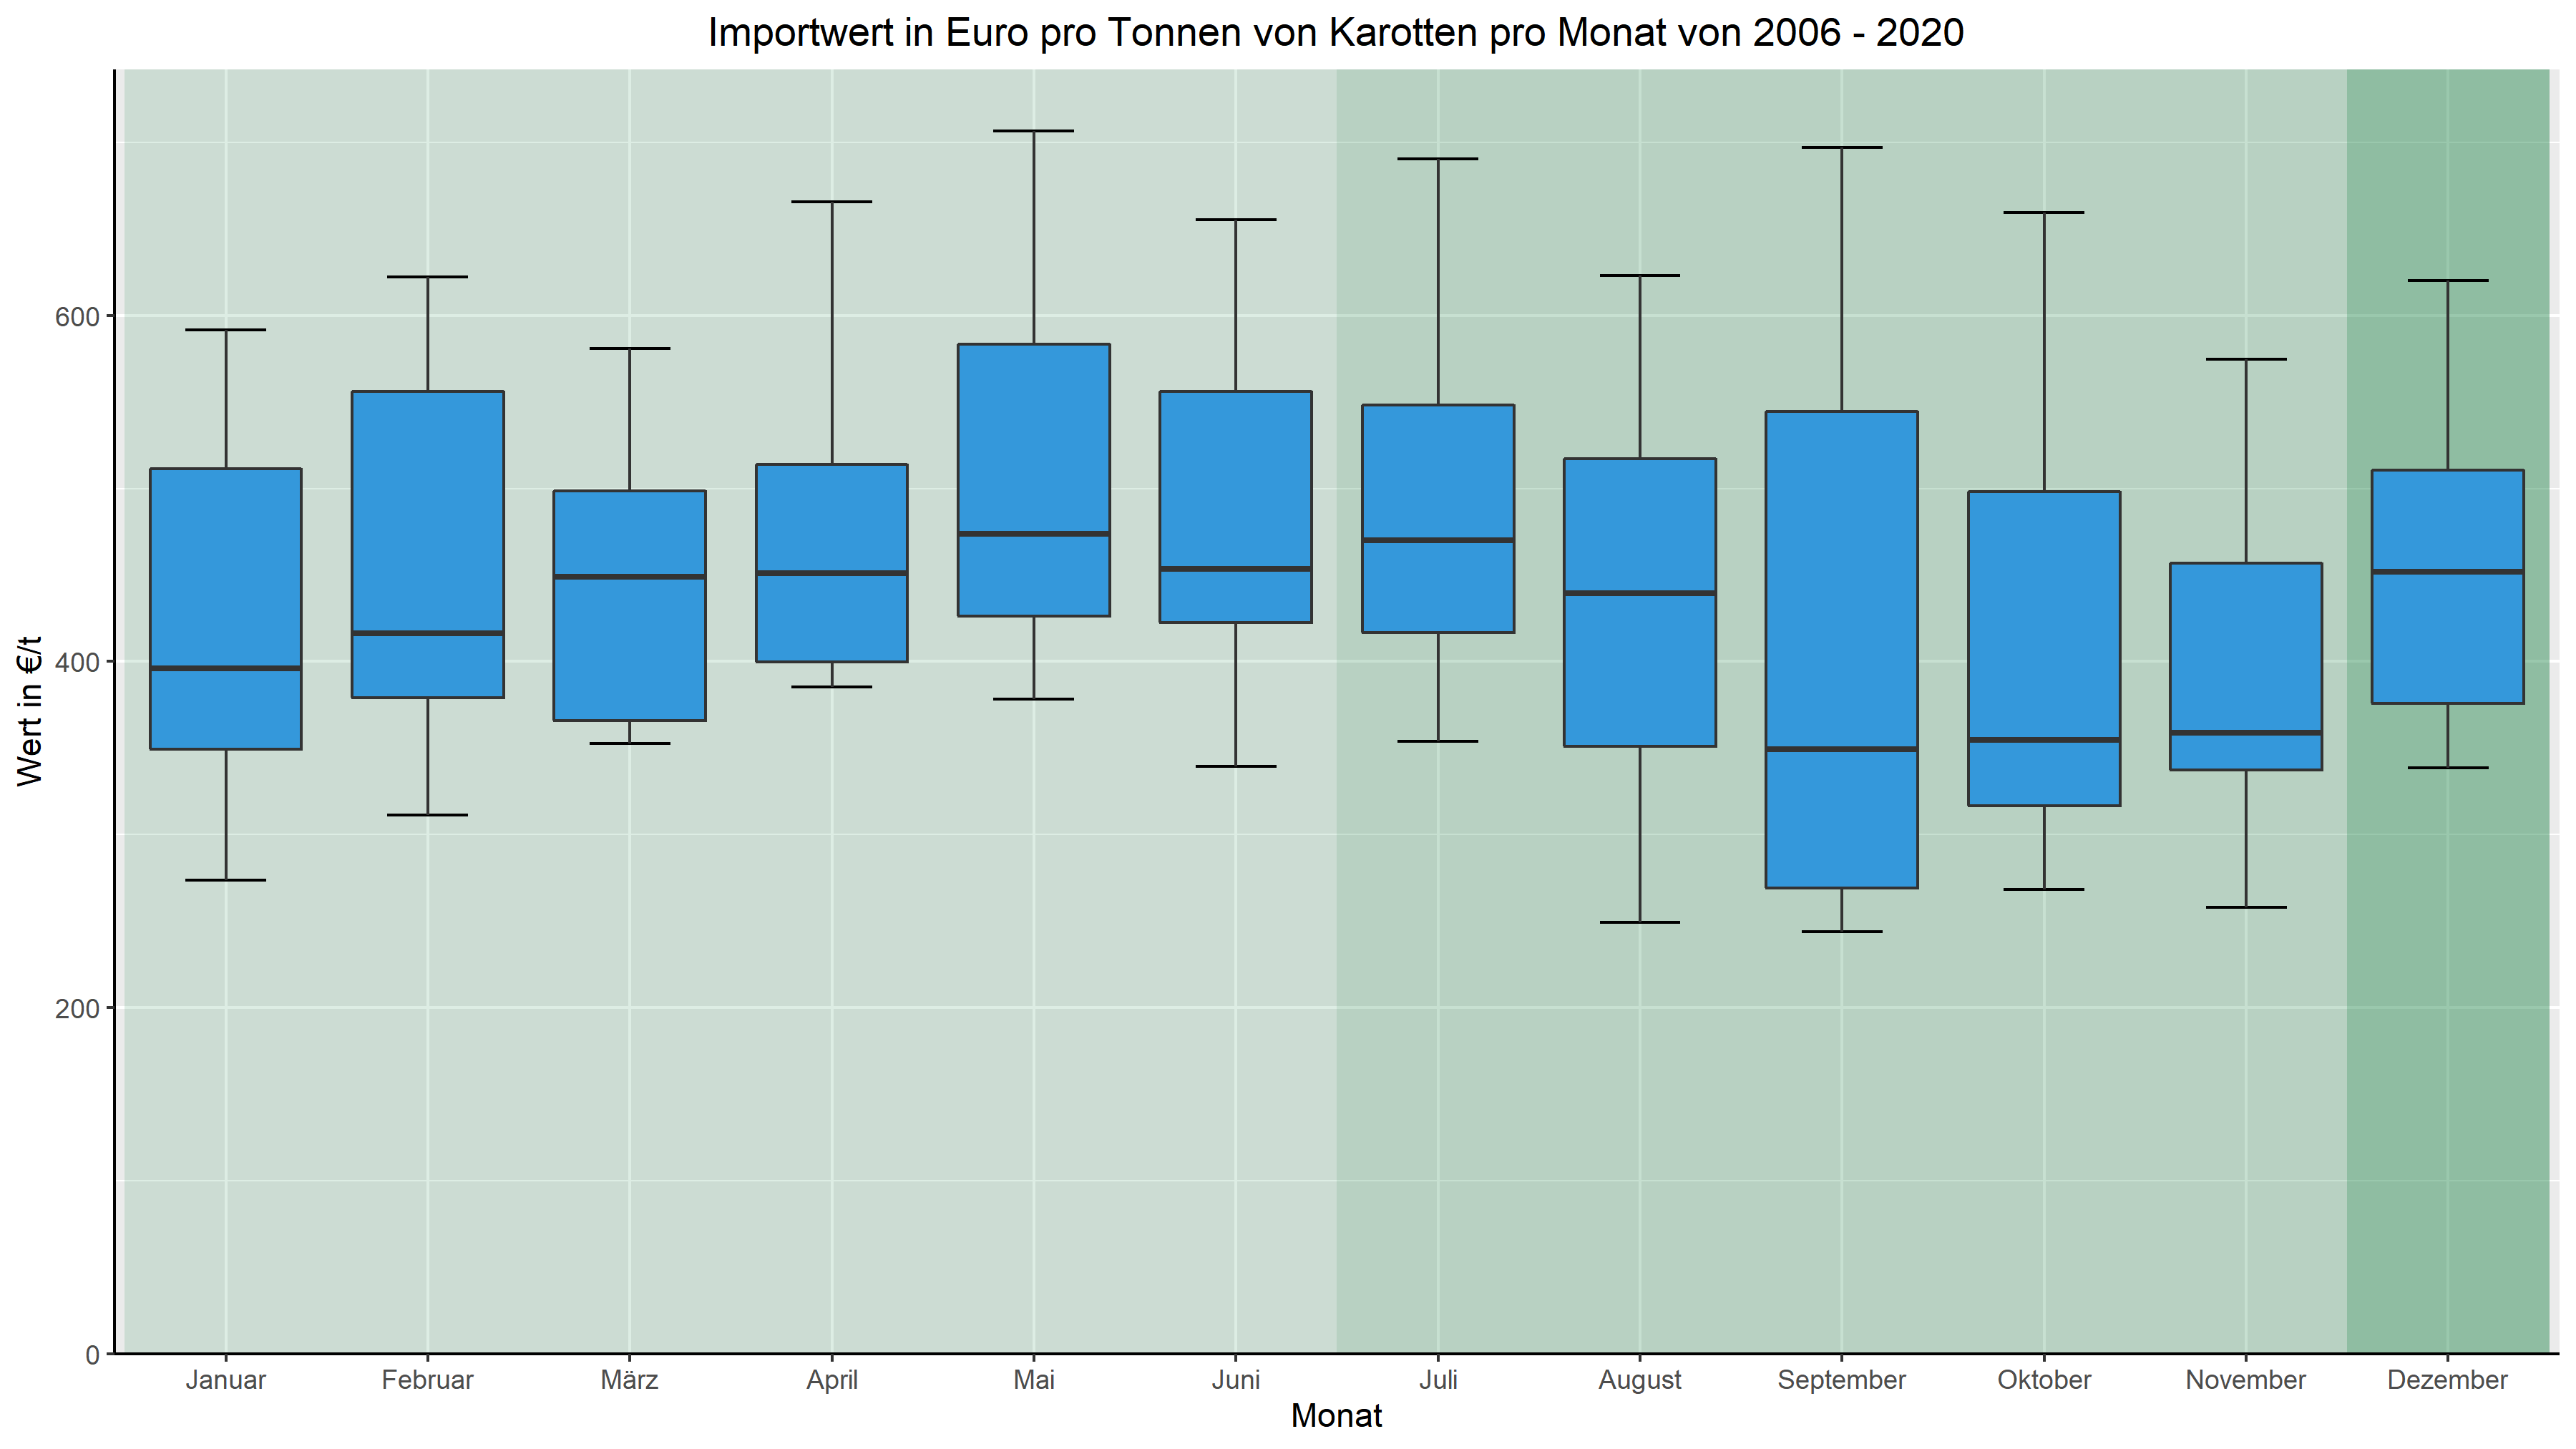 Importwert in Euro pro Tonnen von Karotten pro Monat von 2006 - 2020
Wert in €/t
600
400
200
0
Januar Februar März April Mai Juni Juli August September Oktober November Dezember
Monat